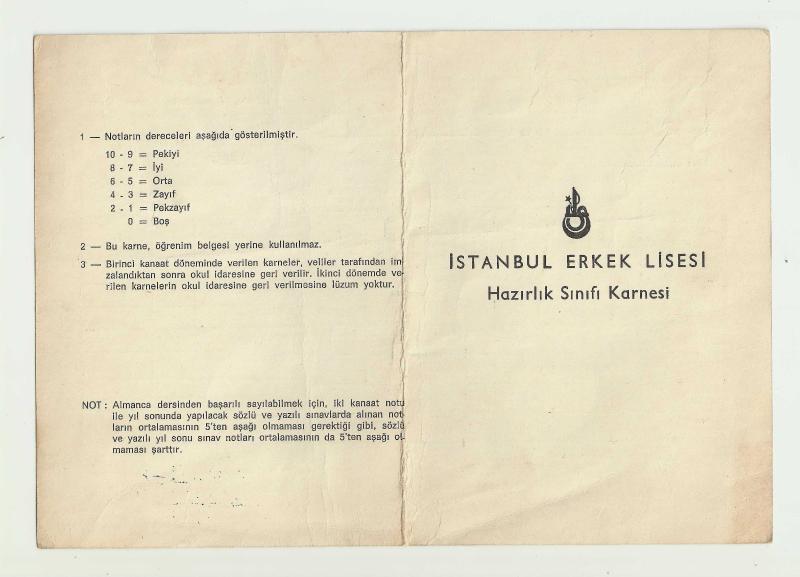 1 — Notların dereceleri aşağıda gösterilmiştir.
10 - 9 = Pekiyi
8 - 7 = İyi
6 - 5 = Orta
4 - 3 = Zayıf
2 - 1 = Pekzayıf
0 = Boş
2 — Bu karne, öğrenim belgesi yerine kullanılmaz.
3 — Birinci kanaat döneminde verilen karneler, veliler tarafından im-
zalandıktan sonra okul idaresine geri verilir. İkinci dönemde ve-
rilen karnelerin okul idaresine geri verilmesine lüzum yoktur.
NOT : Almanca dersinden başarılı sayılabilmek için, iki kanaat notu
ile yıl sonunda yapılacak sözlü ve yazılı sınavlarda alınan not-
ların ortalamasının 5'ten aşağı olmaması gerektiği gibi, sözlü
ve yazılı yıl sonu sınav notları ortalamasının da 5'ten aşağı ol-
maması şarttır.
İSTANBUL ERKEK LİSESİ
Hazırlık Sınıfı Karnesi